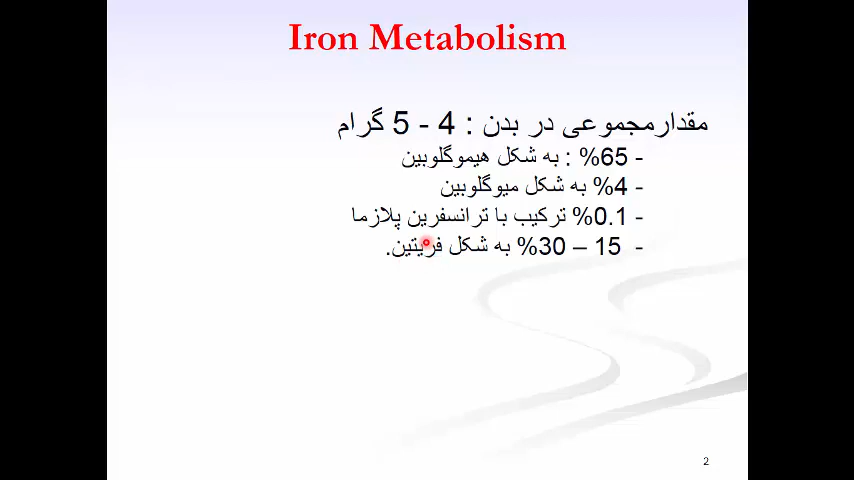 Iron Metabolism
مقدارمجموعی در بدن : 4 - 5 گرام
- 65% : به شکل هیموگلوبین
- 4% به شکل میوگلوبین
- 0.1% ترکیب با ترانسفرین پلازما
- 15 – 30% به شکل فریتین.
2